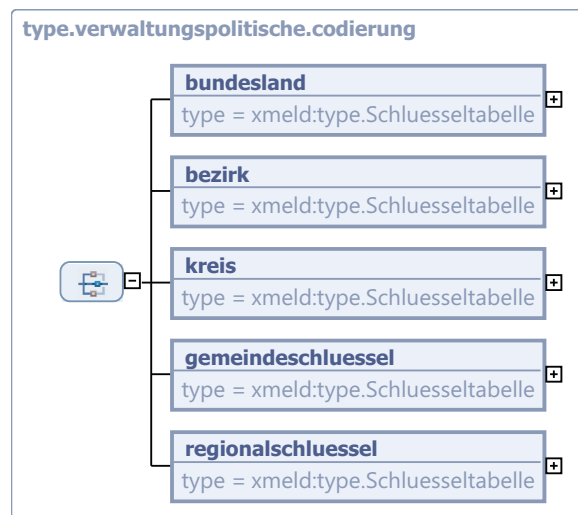 type.verwaltungspolitische.codierung
bundesland
type = xmeld:type.Schluesseltabelle
bezirk
type = xmeld:type.Schluesseltabelle
kreis
type = xmeld:type.Schluesseltabelle
gemeindeschluessel
type = xmeld:type.Schluesseltabelle
regionalschluessel
type = xmeld:type.Schluesseltabelle